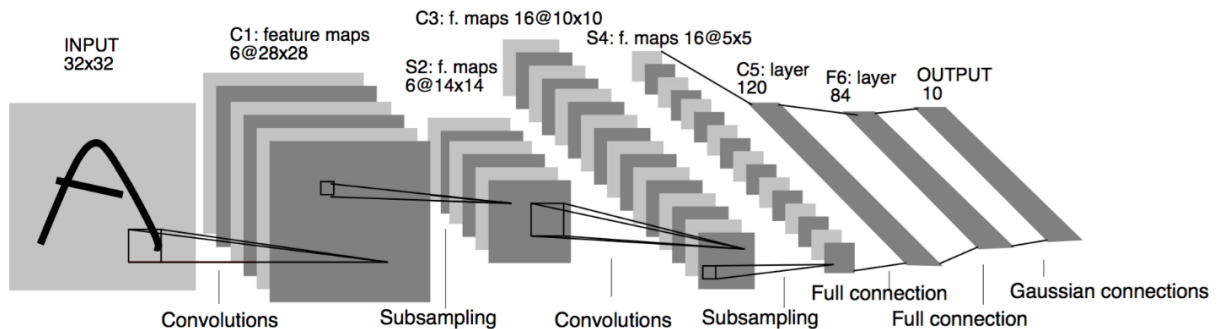 INPUT
32x32
C1: feature maps
6@28x28
S2: f. maps
6@14x14
C3: f. maps 16@10x10
S4: f. maps 16@5x5
C5: layer
120
F6: layer
84
OUTPUT
10
Convolutions
Subsampling
Convolutions
Subsampling
Full connection
Full connection
Gaussian connections
A